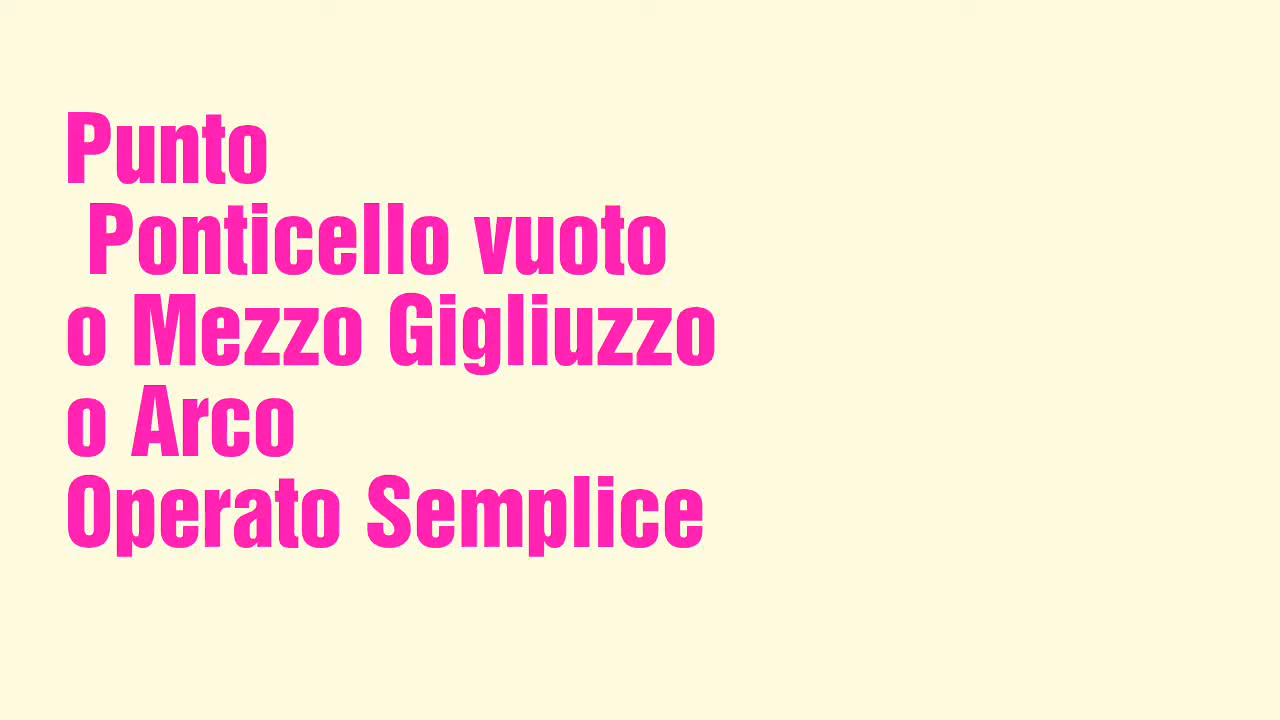 Punto
Ponticello vuoto
o Mezzo Gigliuzzo
o Arco
Operato Semplice